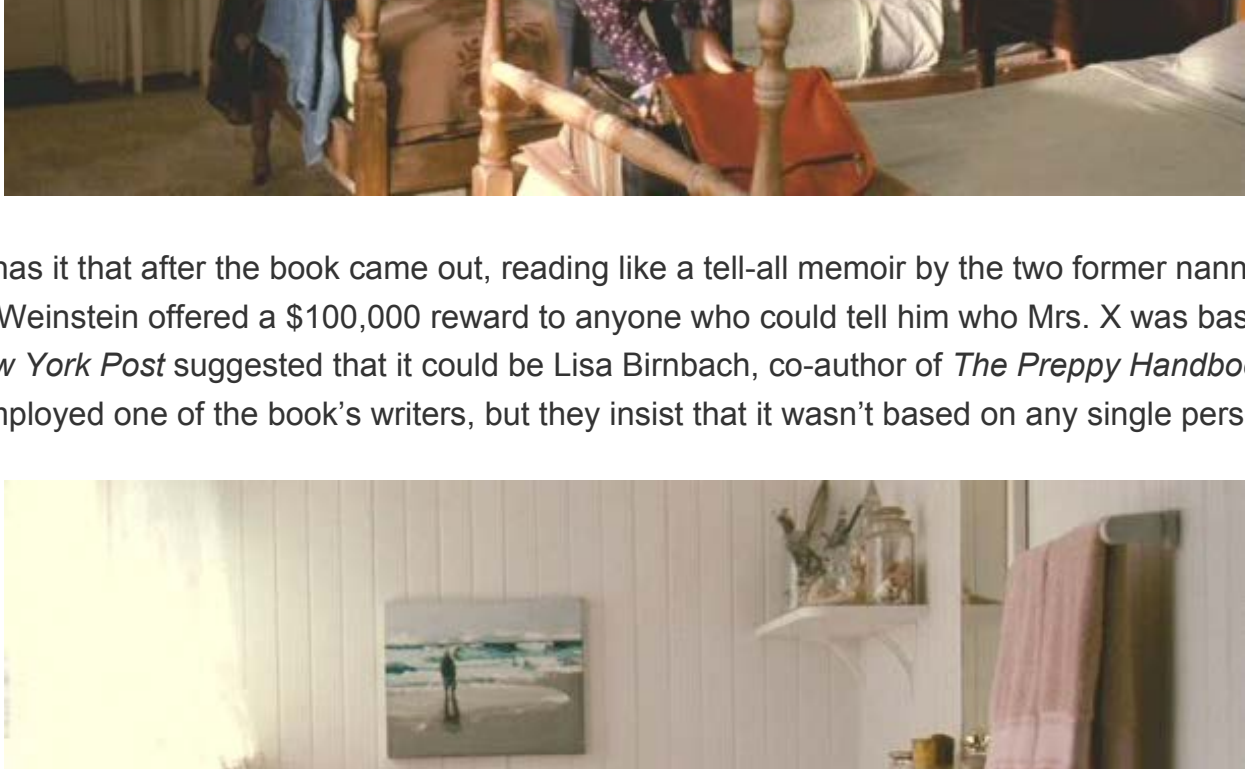 has it that after the book came out, reading like a tell-all memoir by the two former nann
Weinstein offered a $100,000 reward to anyone who could tell him who Mrs. X was bas
w York Post suggested that it could be Lisa Birnbach, co-author of The Preppy Handboo
mployed one of the book’s writers, but they insist that it wasn’t based on any single pers